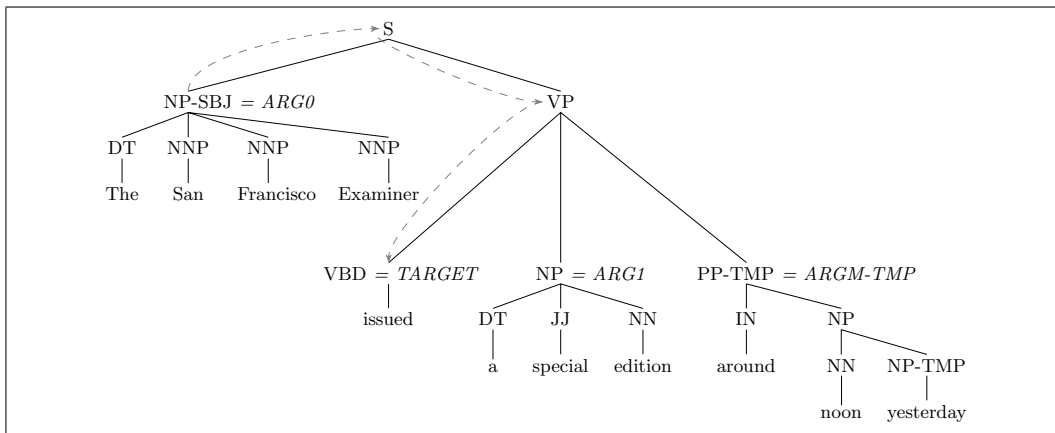 S
NP-SBJ = ARG0 VP
DT NNP NNP NNP
The San Francisco Examiner
VBD = TARGET NP = ARG1 PP-TMP = ARGM-TMP
issued DT JJ NN IN NP
a special edition around NN NP-TMP
noon yesterday